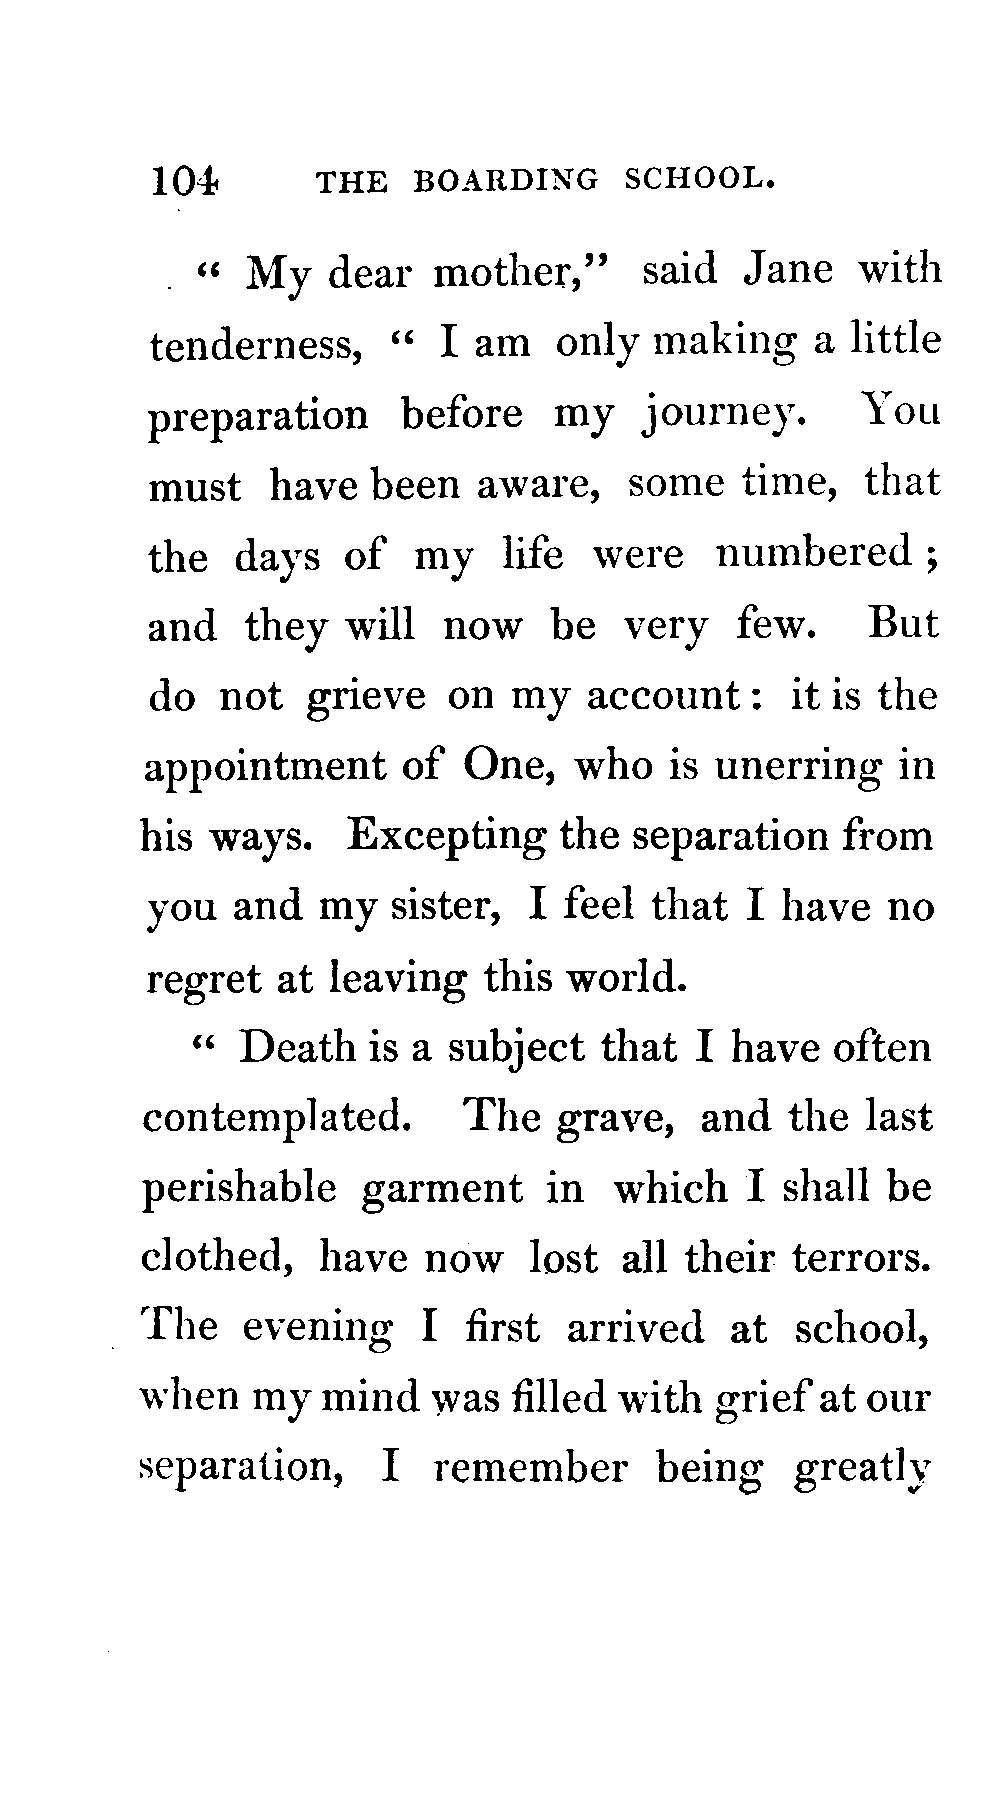 104 THE BOARDING SCHOOL.
“ My dear mother,” said Jane with
tenderness, “ I am only making a little
preparation before my journey. You
must have been aware, some time, that
the days of my life were numbered ;
and they will now be very few. But
do not grieve on my account : it is the
appointment of One, who is unerring in
his ways. Excepting the separation from
you and my sister, I feel that I have no
regret at leaving this world.
“ Death is a subject that I have often
contemplated. The grave, and the last
perishable garment in which I shall be
clothed, have now lost all their terrors.
The evening I first arrived at school,
when my mind was filled with grief at our
separation, I remember being greatly